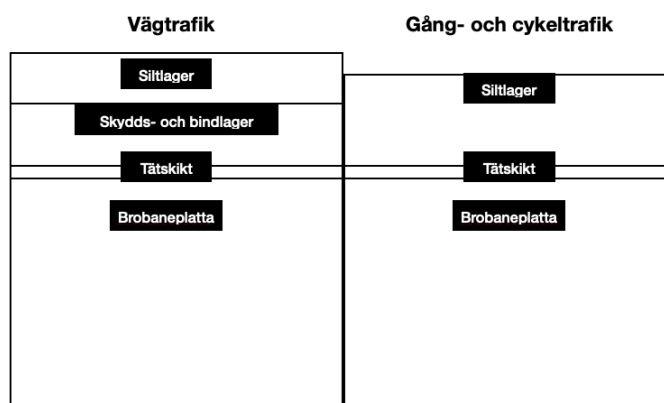 Vägtrafik
Siltlager
Skydds- och bindlager
Tätskikt
Brobaneplatta
Gång- och cykeltrafik
Siltlager
Tätskikt
Brobaneplatta